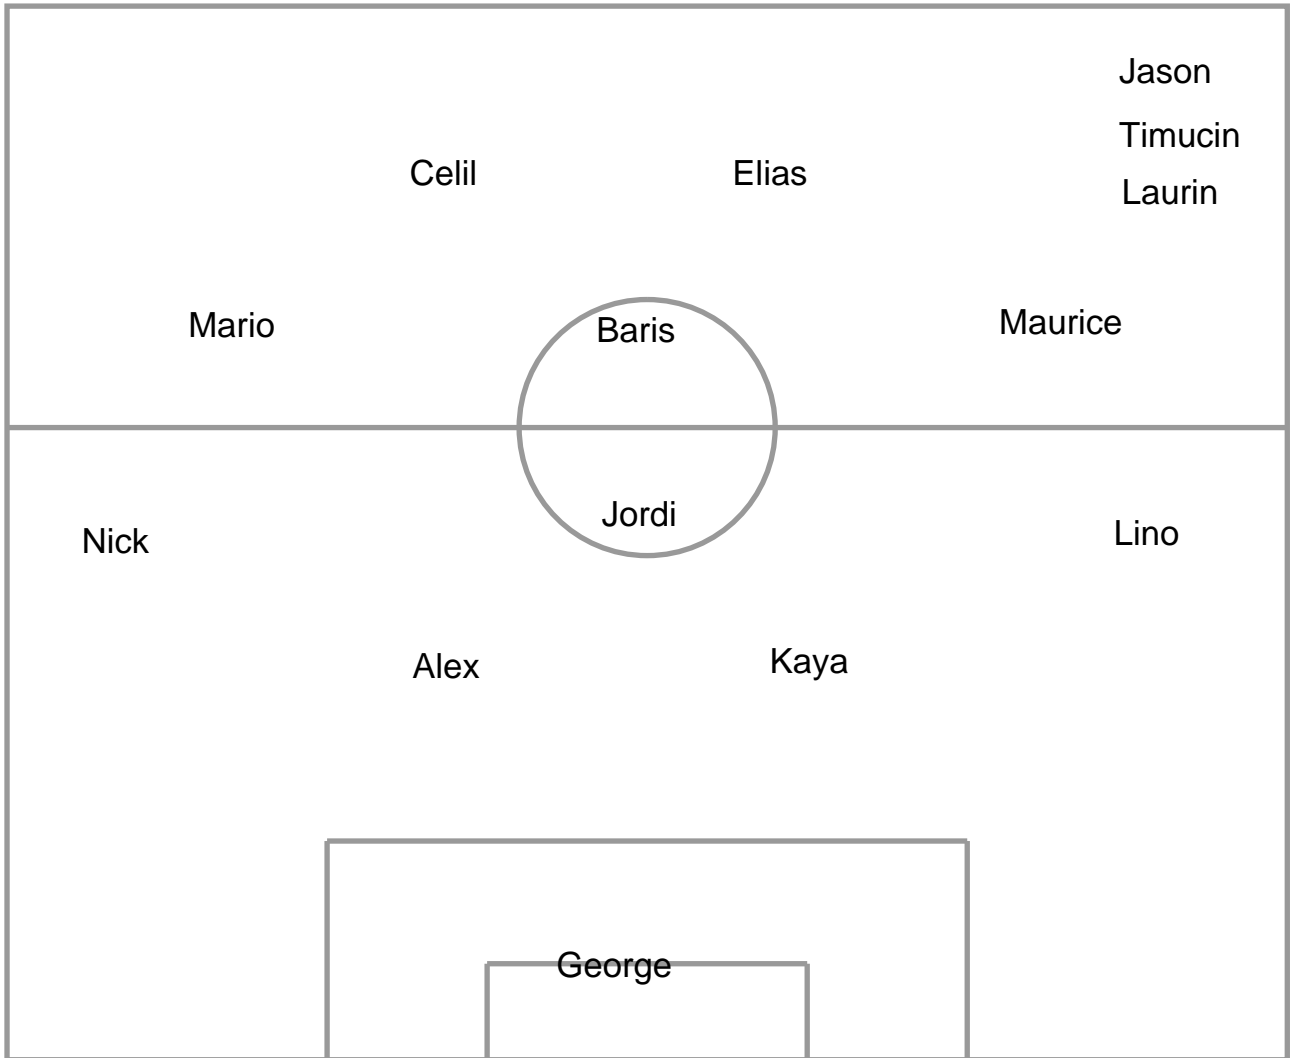 Jason
Timucin
Celil Elias
Laurin
Mario Baris Maurice
Jordi
Nick Lino
Alex Kaya
George